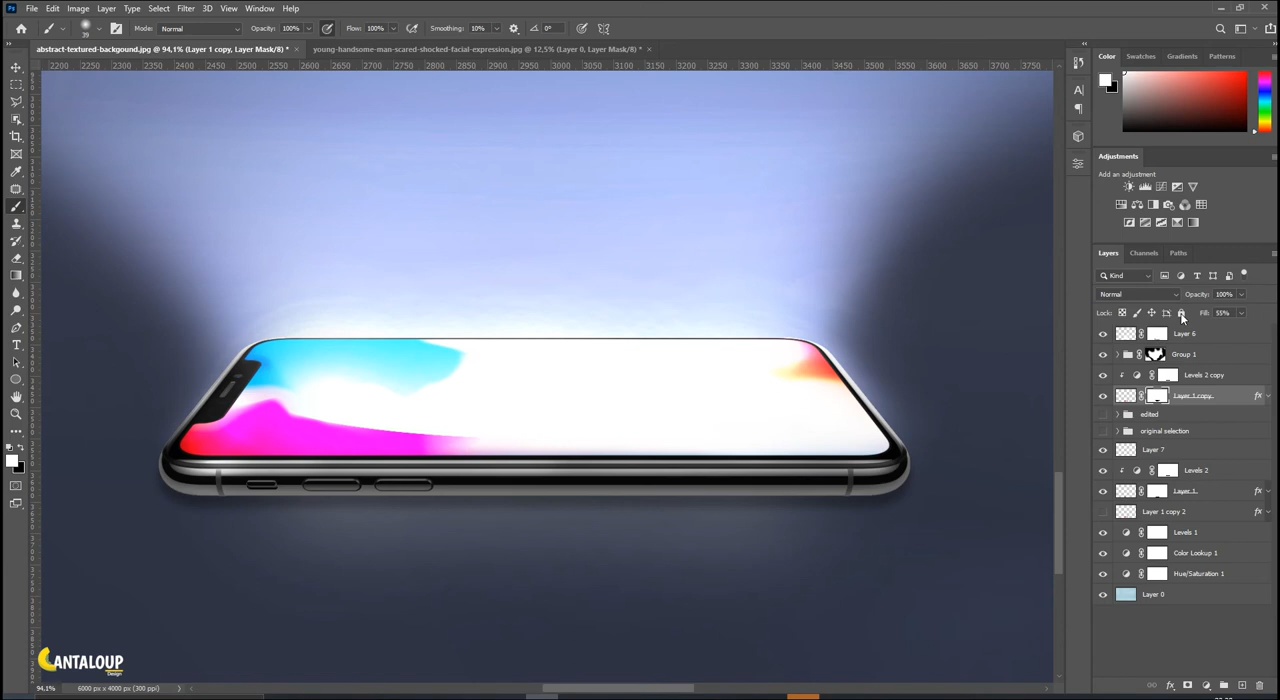 File Edit Image Layer Type Select Filter 3D View Window Help
39 Mode: Normal Opacity: 100% Flow: 100% Smoothing: 10% 0°
abstract-textured-backgound.jpg @ 94,1% (Layer 1 copy, Layer Mask/8) * young-handsome-man-scared-shocked-facial-expression.jpg @ 12,5% (Layer 0, Layer Mask/8) *
2200 2400 2450 2500 2550 2600 2650 2700 2750 2800 2850 2900 2950 3000 3050 3100 3150 3200 3250 3300 3350 3400 3450 3500 3550 3600 3650 3700 3750
Color Swatches Gradients Patterns
Adjustments
Add an adjustment
Layers Channels Paths
Kind
Normal Opacity: 100%
Lock: Fill: 55%
Layer 6
Group 1
Levels 2 copy
Layer 1 copy fx
edited
original selection
Layer 7
Levels 2
Layer 1 fx
Layer 1 copy 2 fx
Levels 1
Color Lookup 1
Hue/Saturation 1
Layer 0
CANTALOUP
Design
94,1% 6000 px x 4000 px (300 ppi)